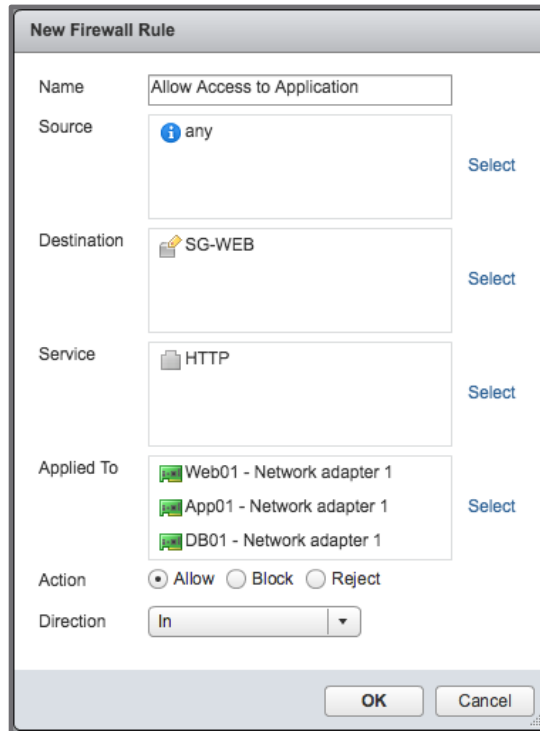 New Firewall Rule
Name Allow Access to Application
Source any
Select
Destination SG-WEB
Select
Service HTTP
Select
Applied To Web01 - Network adapter 1
App01 - Network adapter 1 Select
DB01 - Network adapter 1
Action Allow Block Reject
Direction In
OK Cancel